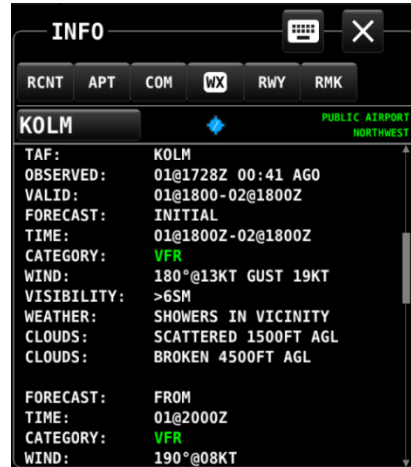 INFO
RCNT APT COM WX RWY RMK
KOLM
PUBLIC AIRPORT
NORTHWEST
TAF: KOLM
OBSERVED: 01@1728Z 00:41 AGO
VALID: 01@1800-02@1800Z
FORECAST: INITIAL
TIME: 01@1800Z-02@1800Z
CATEGORY: VFR
WIND: 180°@13KT GUST 19KT
VISIBILITY: >6SM
WEATHER: SHOWERS IN VICINITY
CLOUDS: SCATTERED 1500FT AGL
CLOUDS: BROKEN 4500FT AGL
FORECAST: FROM
TIME: 01@2000Z
CATEGORY: VFR
WIND: 190°@08KT